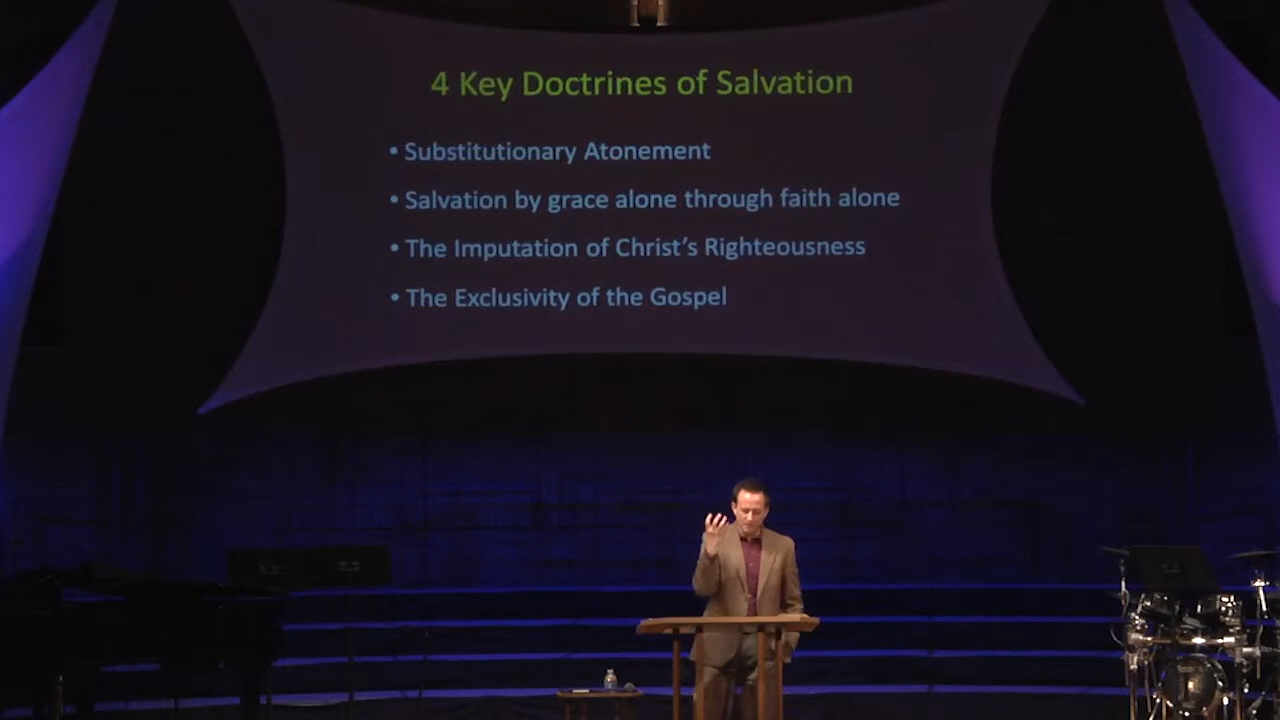 4 Key Doctrines of Salvation
• Substitutionary Atonement
• Salvation by grace alone through faith alone
• The Imputation of Christ's Righteousness
• The Exclusivity of the Gospel